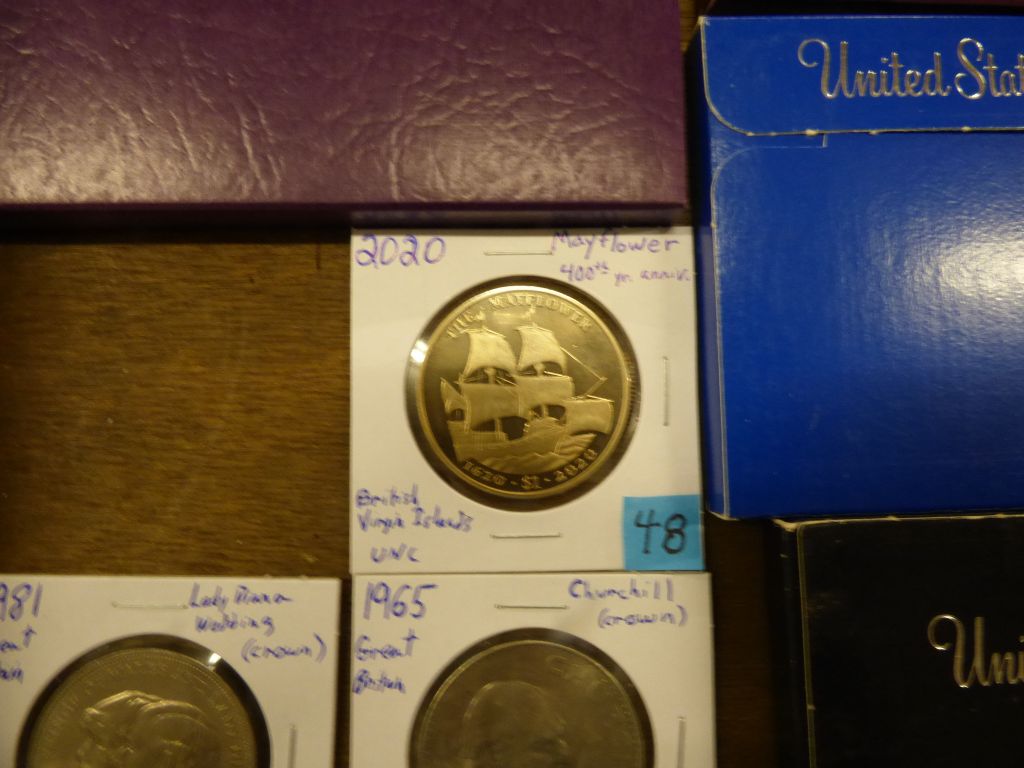 United Stat
2020
Mayflower
400th yr. anniv.
THE MAYFLOWER
1620 - $1 - 2020
British
Virgin Islands
UNC
48
981
Lady Diana
Wedding
(crown)
1965
Great
Britain
Churchill
(crown)
Uni